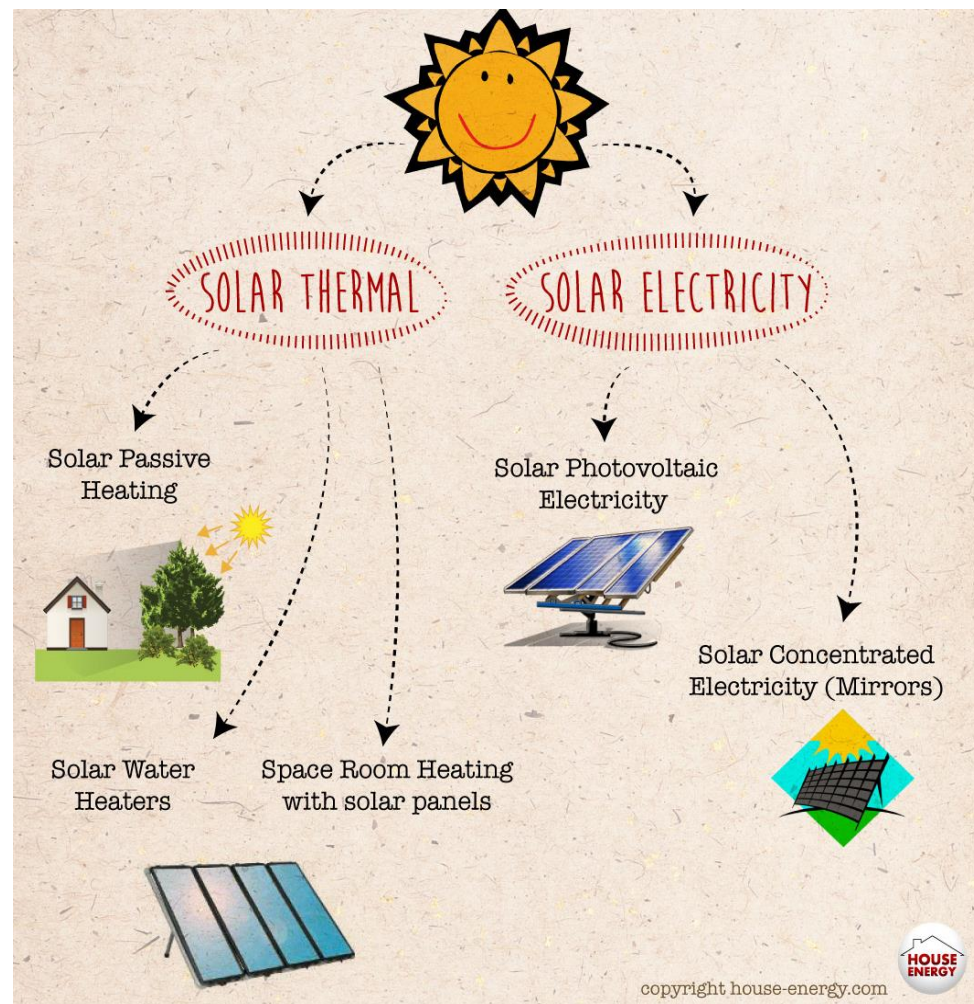 SOLAR THERMAL
SOLAR ELECTRICITY
Solar Passive
Heating
Solar Photovoltaic
Electricity
Solar Concentrated
Electricity (Mirrors)
Solar Water
Heaters
Space Room Heating
with solar panels
HOUSE
ENERGY
copyright house-energy.com